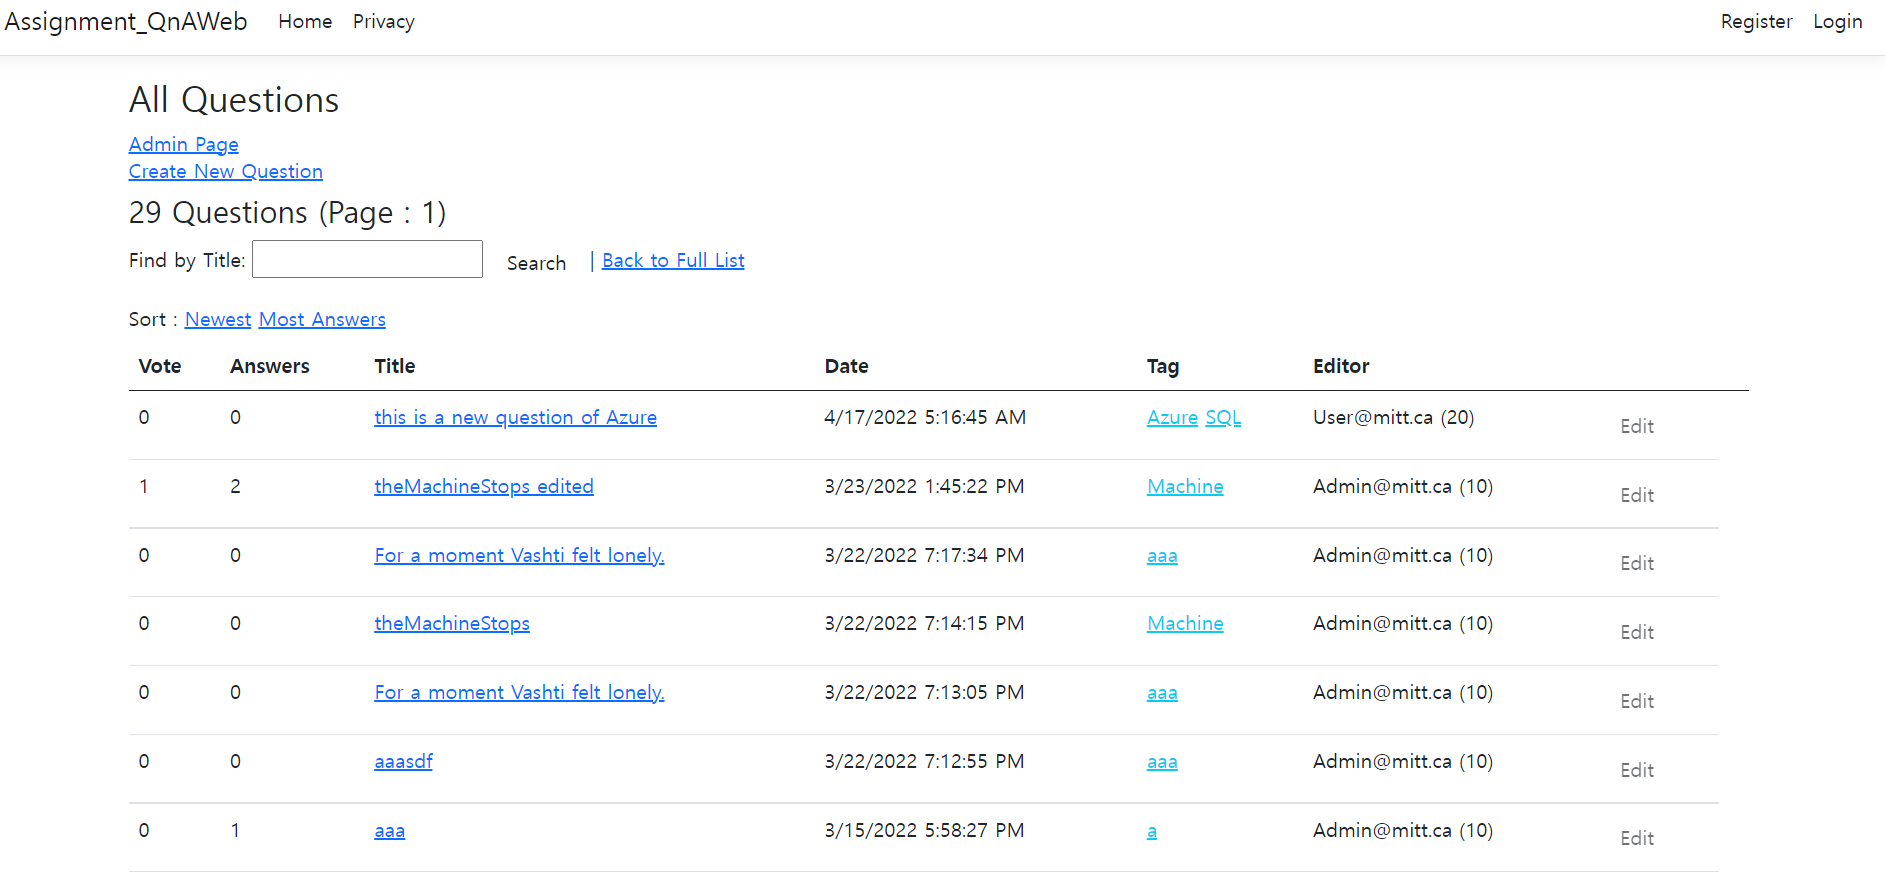 Assignment_QnAWeb Home Privacy Register Login
All Questions
Admin Page
Create New Question
29 Questions (Page : 1)
Find by Title: Search | Back to Full List
Sort : Newest Most Answers
Vote Answers Title Date Tag Editor
0 0 this is a new question of Azure 4/17/2022 5:16:45 AM Azure SQL User@mitt.ca (20) Edit
1 2 theMachineStops edited 3/23/2022 1:45:22 PM Machine Admin@mitt.ca (10) Edit
0 0 For a moment Vashti felt lonely. 3/22/2022 7:17:34 PM aaa Admin@mitt.ca (10) Edit
0 0 theMachineStops 3/22/2022 7:14:15 PM Machine Admin@mitt.ca (10) Edit
0 0 For a moment Vashti felt lonely. 3/22/2022 7:13:05 PM aaa Admin@mitt.ca (10) Edit
0 0 aaasdf 3/22/2022 7:12:55 PM aaa Admin@mitt.ca (10) Edit
0 1 aaa 3/15/2022 5:58:27 PM a Admin@mitt.ca (10) Edit